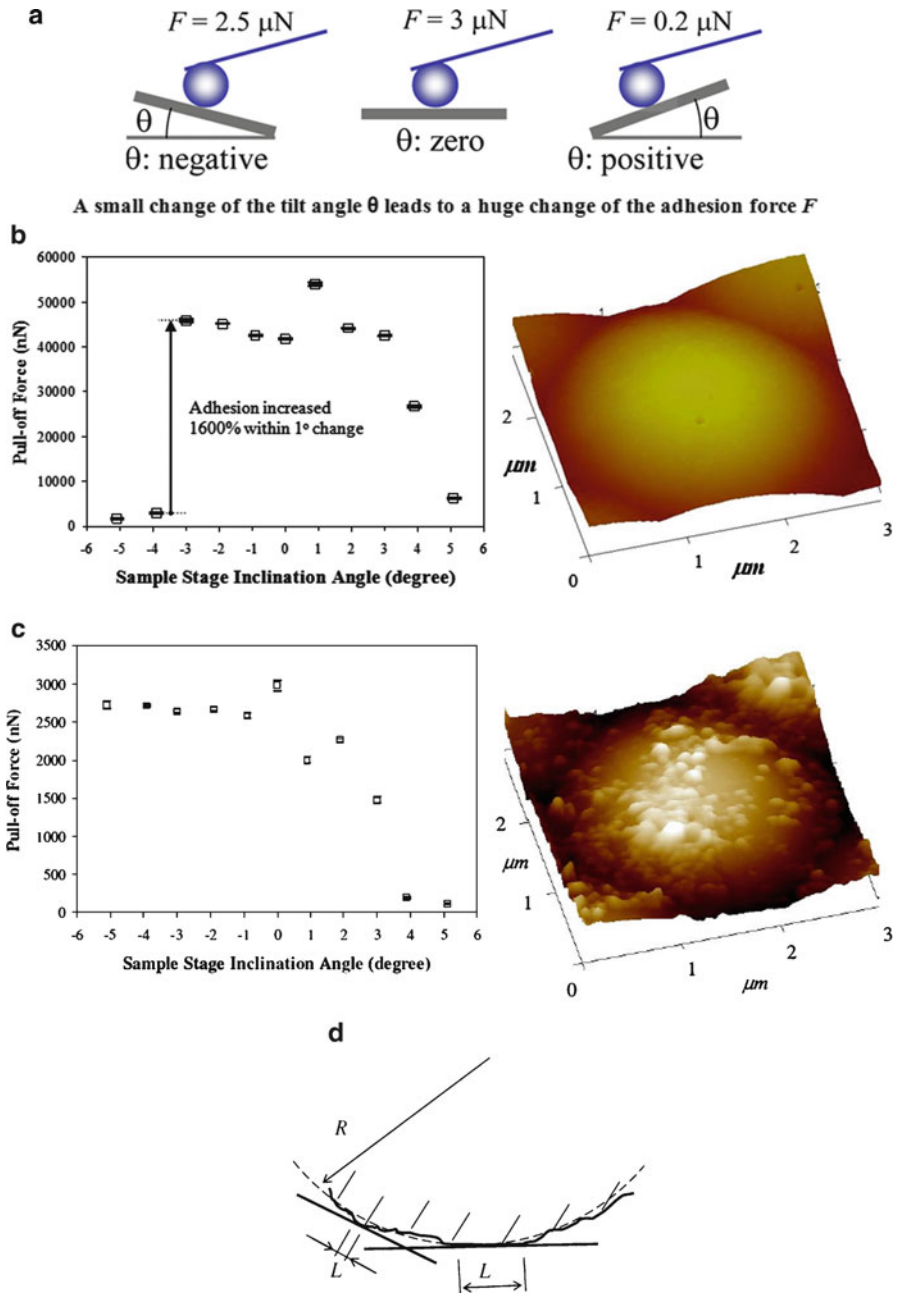 a
F = 2.5 μN
F = 3 μN
F = 0.2 μN
θ
θ
θ: negative
θ: zero
θ: positive
A small change of the tilt angle θ leads to a huge change of the adhesion force F
b
60000
50000
40000
30000
20000
10000
0
Pull-off Force (nN)
Adhesion increased
1600% within 1° change
-6 -5 -4 -3 -2 -1 0 1 2 3 4 5 6
Sample Stage Inclination Angle (degree)
1
2
μm
1
0
1
2
3
μm
c
3500
3000
2500
2000
1500
1000
500
0
Pull-off Force (nN)
-6 -5 -4 -3 -2 -1 0 1 2 3 4 5 6
Sample Stage Inclination Angle (degree)
2
μm
1
0
1
2
3
μm
d
R
L
L